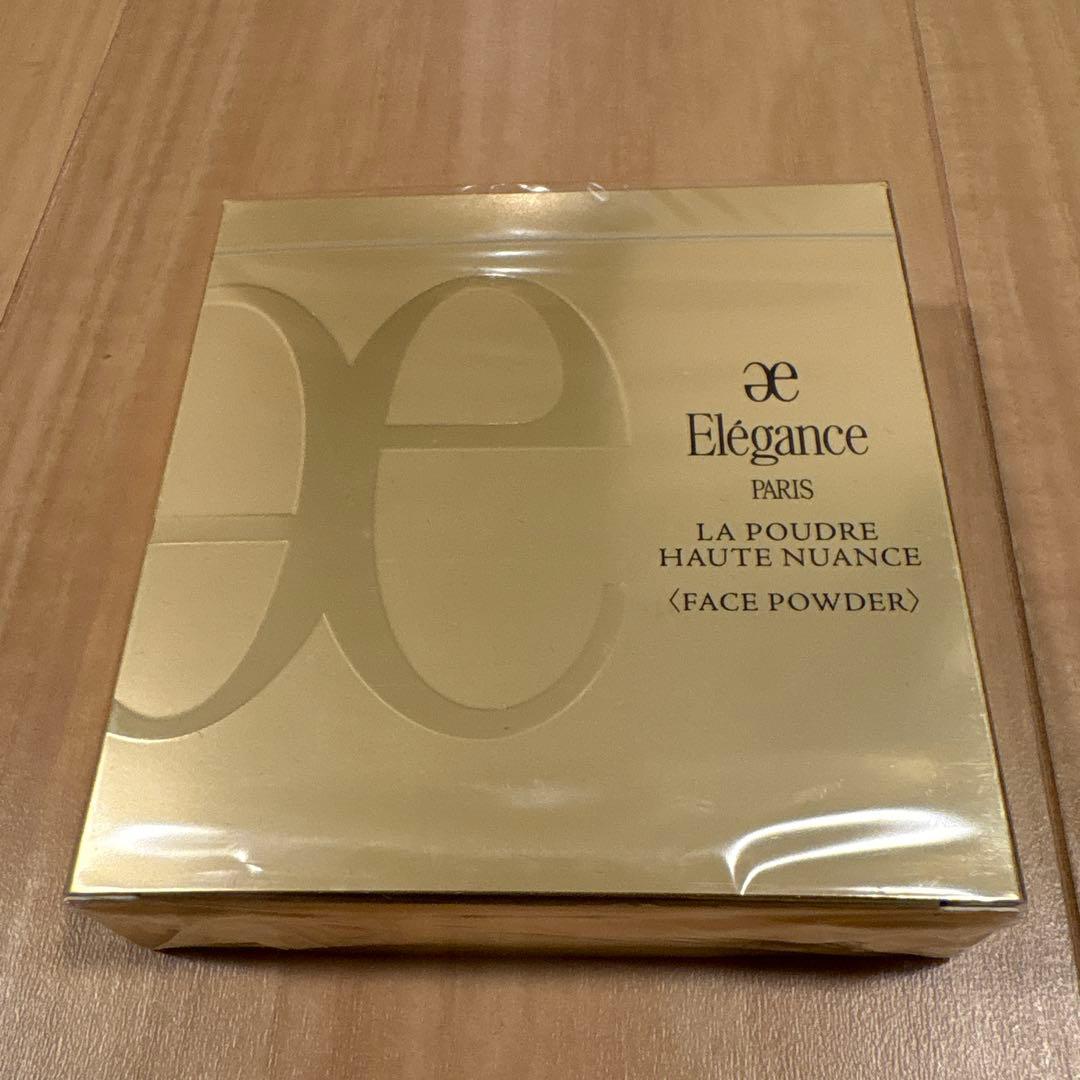 Elégance
PARIS
LA POUDRE
HAUTE NUANCE
〈FACE POWDER〉